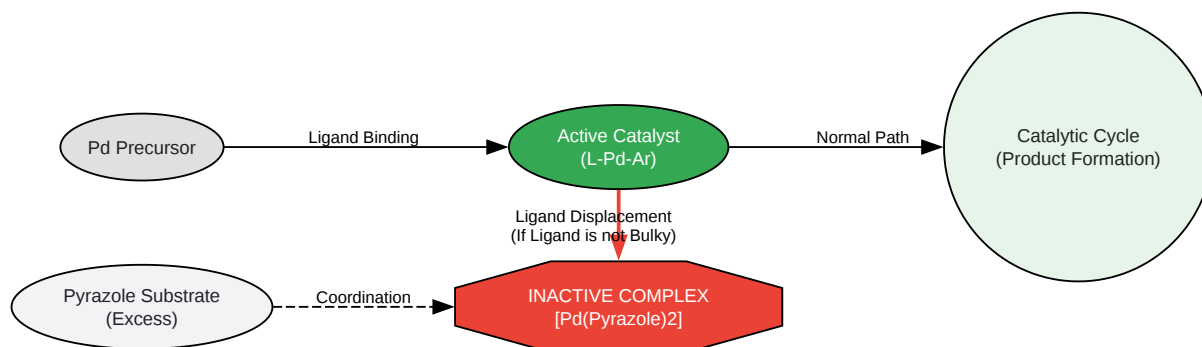 Pd Precursor
Ligand Binding
Active Catalyst
(L-Pd-Ar)
Normal Path
Catalytic Cycle
(Product Formation)
Ligand Displacement
(If Ligand is not Bulky)
Pyrazole Substrate
(Excess)
Coordination
INACTIVE COMPLEX
[Pd(Pyrazole)2]